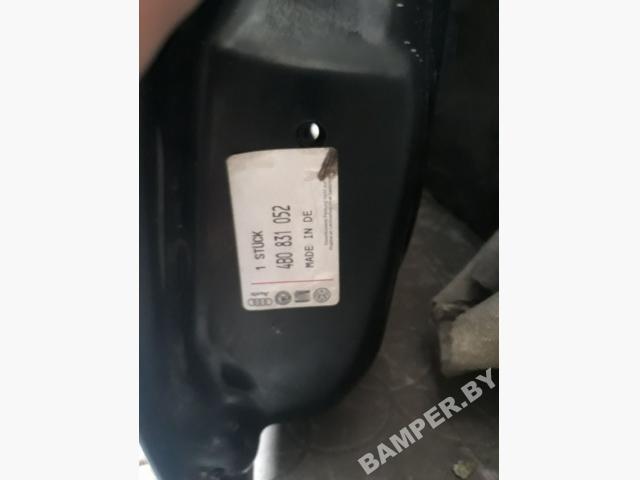 1 STÜCK
4B0 831 052
MADE IN DE
BAMPER.BY